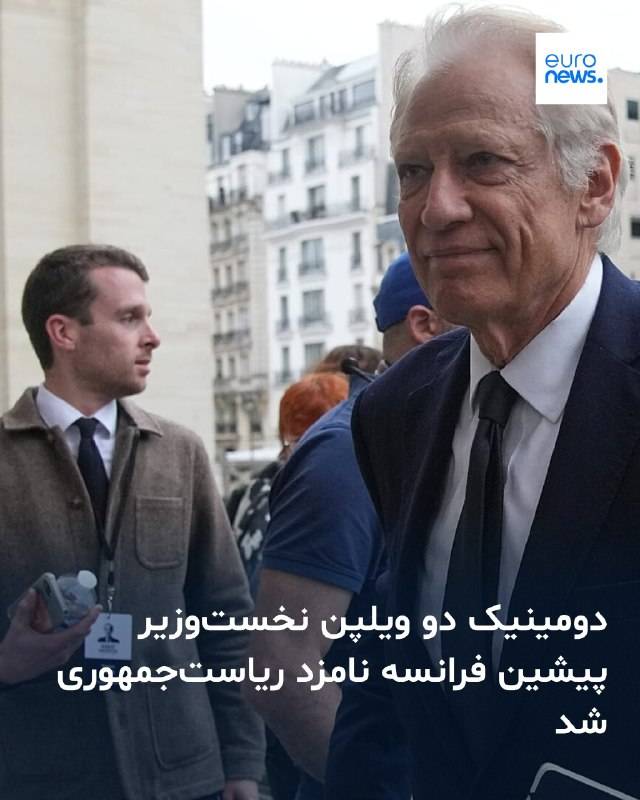 euro
news.
دومینیک دو ویلپن نخست‌وزیر
پیشین فرانسه نامزد ریاست‌جمهوری
شد